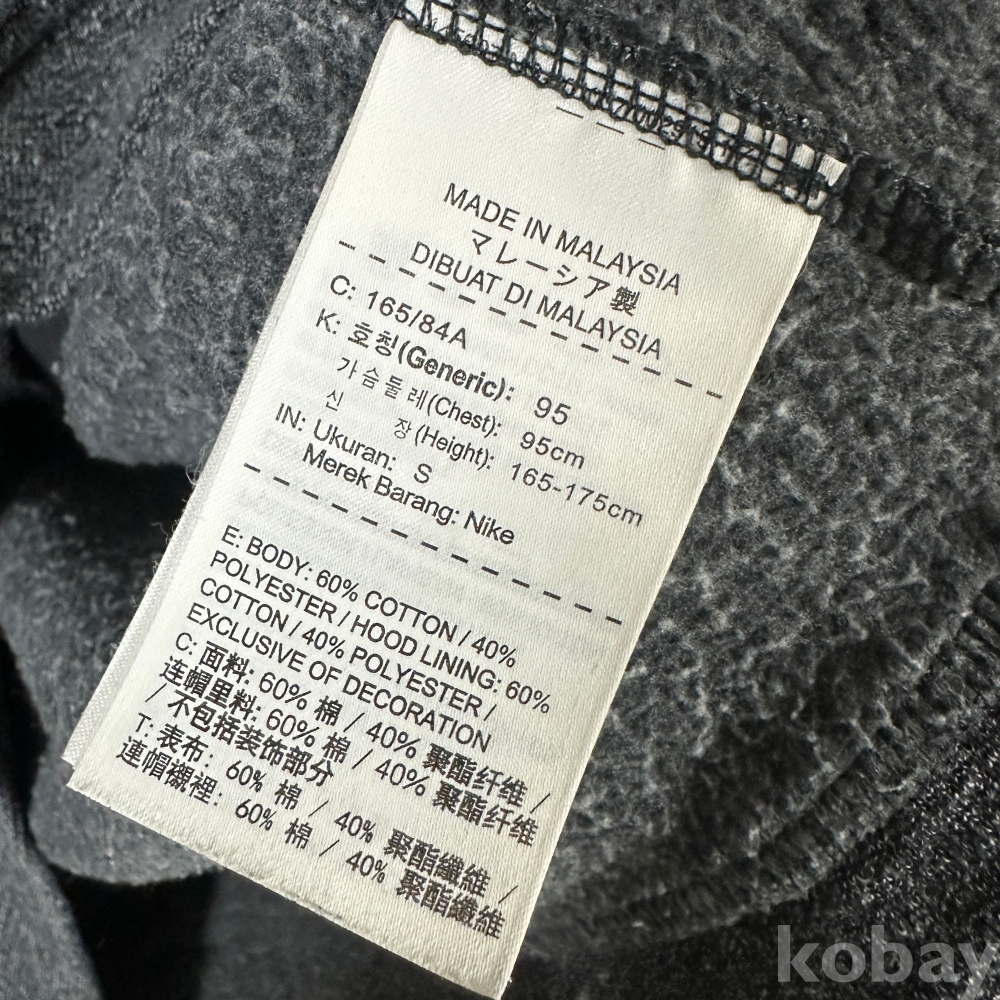 MADE IN MALAYSIA
マレーシア製
DIBUAT DI MALAYSIA
C: 165/84A
K: 호칭(Generic): 95
가슴둘레(Chest): 95cm
신 장(Height): 165-175cm
IN: Ukuran: S
Merek Barang: Nike
E: BODY: 60% COTTON / 40%
POLYESTER / HOOD LINING: 60%
COTTON / 40% POLYESTER /
EXCLUSIVE OF DECORATION
C: 面料: 60% 棉 / 40% 聚酯纤维 /
连帽里料: 60% 棉 / 40% 聚酯纤维
/ 不包括装饰部分
T: 表布: 60% 棉 / 40% 聚酯纖維 /
連帽襯裡: 60% 棉 / 40% 聚酯纖維
kobay